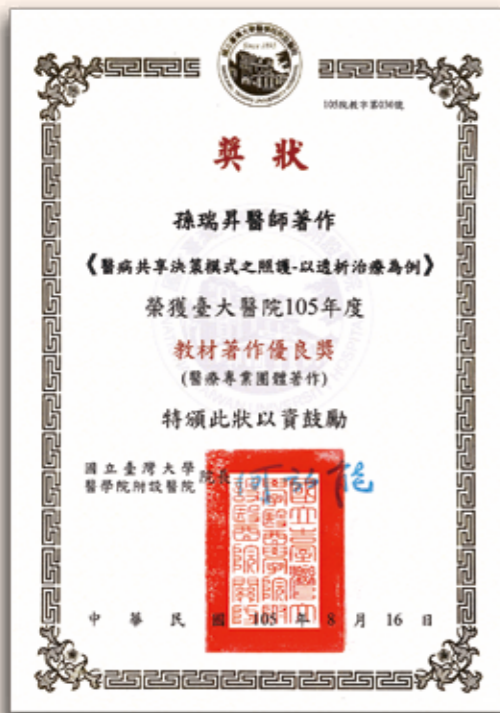 Since 1895
105院教字第030號
獎狀
孫瑞昇醫師著作
《醫病共享決策模式之照護-以透析治療為例》
榮獲臺大醫院105年度
教材著作優良獎
(醫療專業團體著作)
特頒此狀以資鼓勵
國立臺灣大學
醫學院附設醫院 院長
中華民國105年8月16日